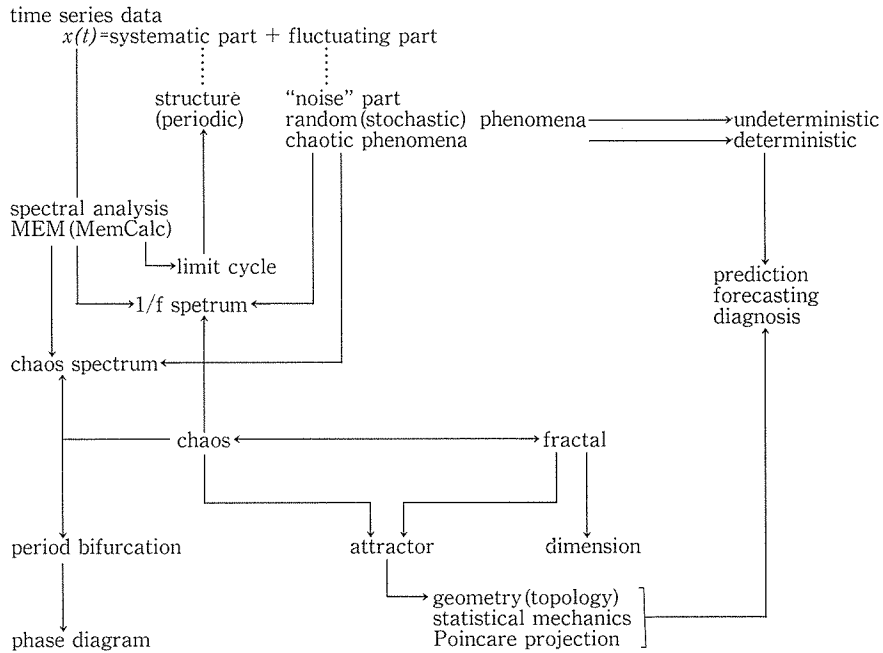 time series data
x(t)=systematic part + fluctuating part
structure
(periodic)
“noise” part
random(stochastic) phenomena
chaotic phenomena
undeterministic
deterministic
spectral analysis
MEM(MemCalc)
limit cycle
1/f spetrum
prediction
forecasting
diagnosis
chaos spectrum
chaos
fractal
period bifurcation
attractor
dimension
geometry(topology)
statistical mechanics
Poincare projection
phase diagram